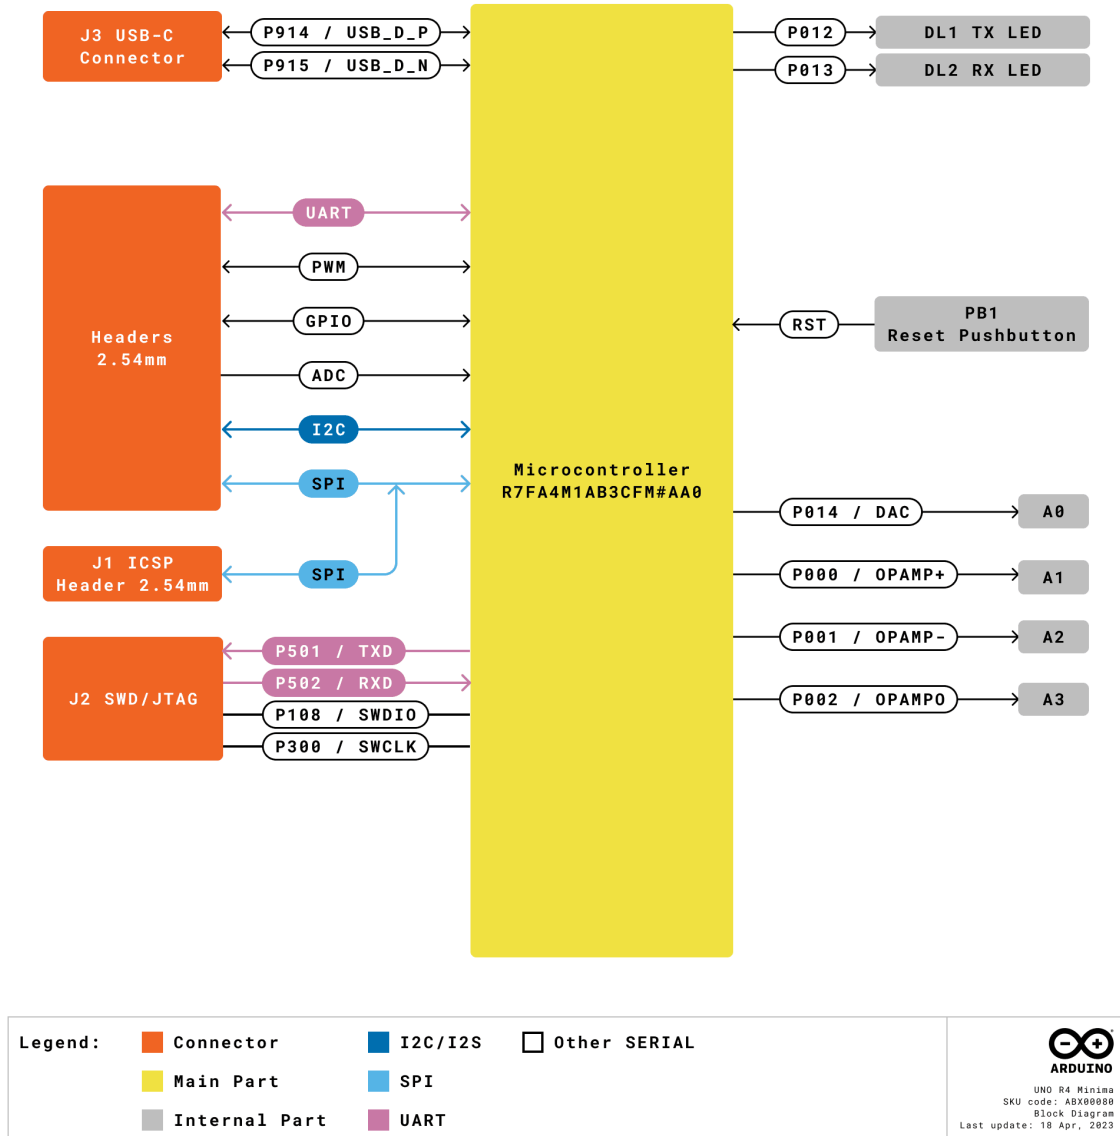 J3 USB-C
Connector
P914 / USB_D_P
P915 / USB_D_N
P012
DL1 TX LED
P013
DL2 RX LED
Headers
2.54mm
UART
PWM
GPIO
ADC
I2C
SPI
J1 ICSP
Header 2.54mm
SPI
J2 SWD/JTAG
P501 / TXD
P502 / RXD
P108 / SWDIO
P300 / SWCLK
Microcontroller
R7FA4M1AB3CFM#AA0
RST
PB1
Reset Pushbutton
P014 / DAC
A0
P000 / OPAMP+
A1
P001 / OPAMP-
A2
P002 / OPAMPO
A3
Legend:
Connector
Main Part
Internal Part
I2C/I2S
SPI
UART
Other SERIAL
ARDUINO
UNO R4 Minima
SKU code: ABX00080
Block Diagram
Last update: 18 Apr, 2023